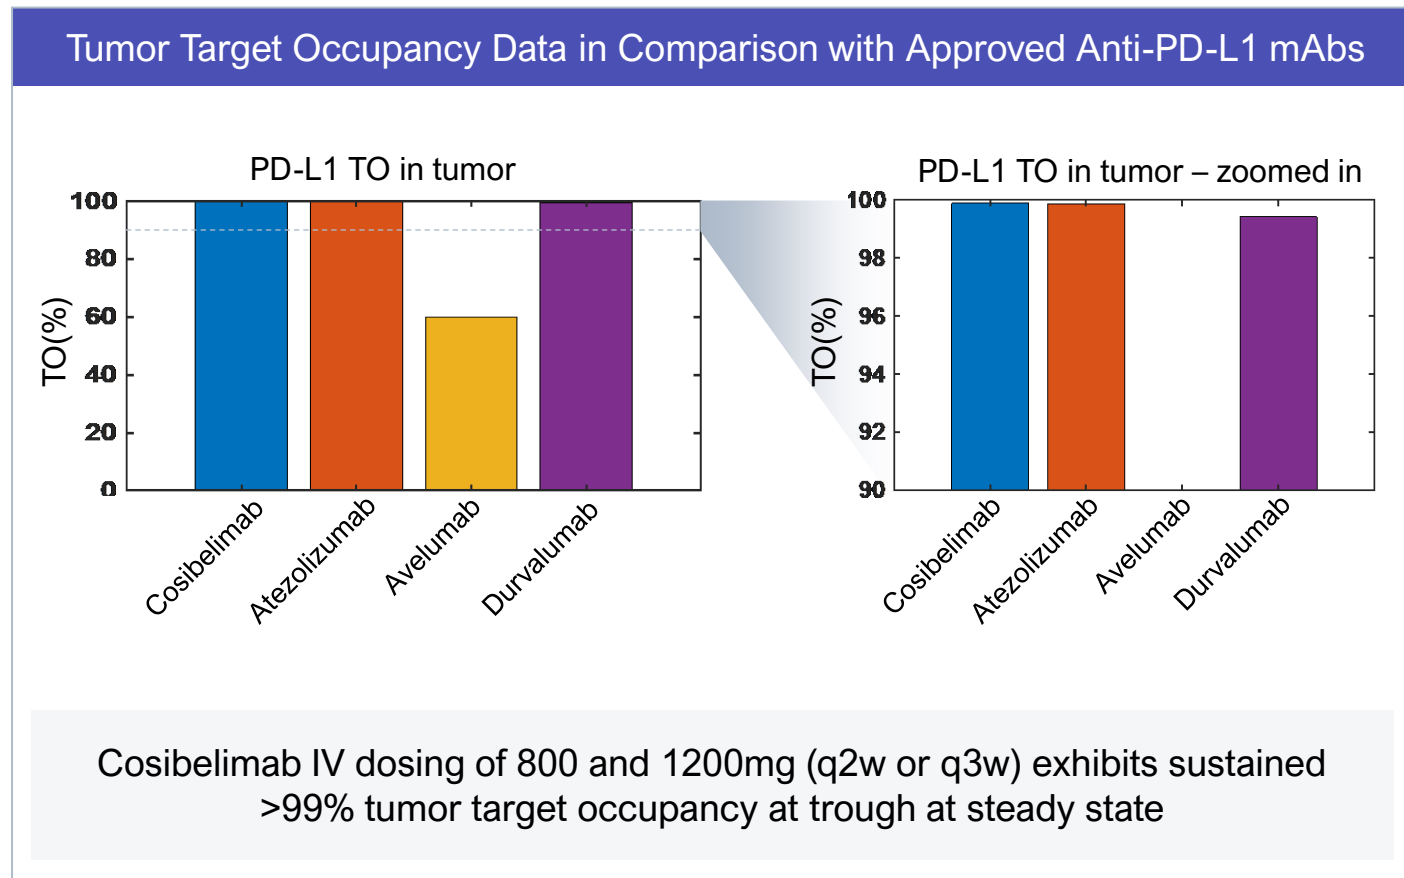 Tumor Target Occupancy Data in Comparison with Approved Anti-PD-L1 mAbs
PD-L1 TO in tumor
100
80
60
40
20
0
TO(%)
Cosibelimab
Atezolizumab
Avelumab
Durvalumab
PD-L1 TO in tumor – zoomed in
100
98
96
94
92
90
TO(%)
Cosibelimab
Atezolizumab
Avelumab
Durvalumab
Cosibelimab IV dosing of 800 and 1200mg (q2w or q3w) exhibits sustained
>99% tumor target occupancy at trough at steady state